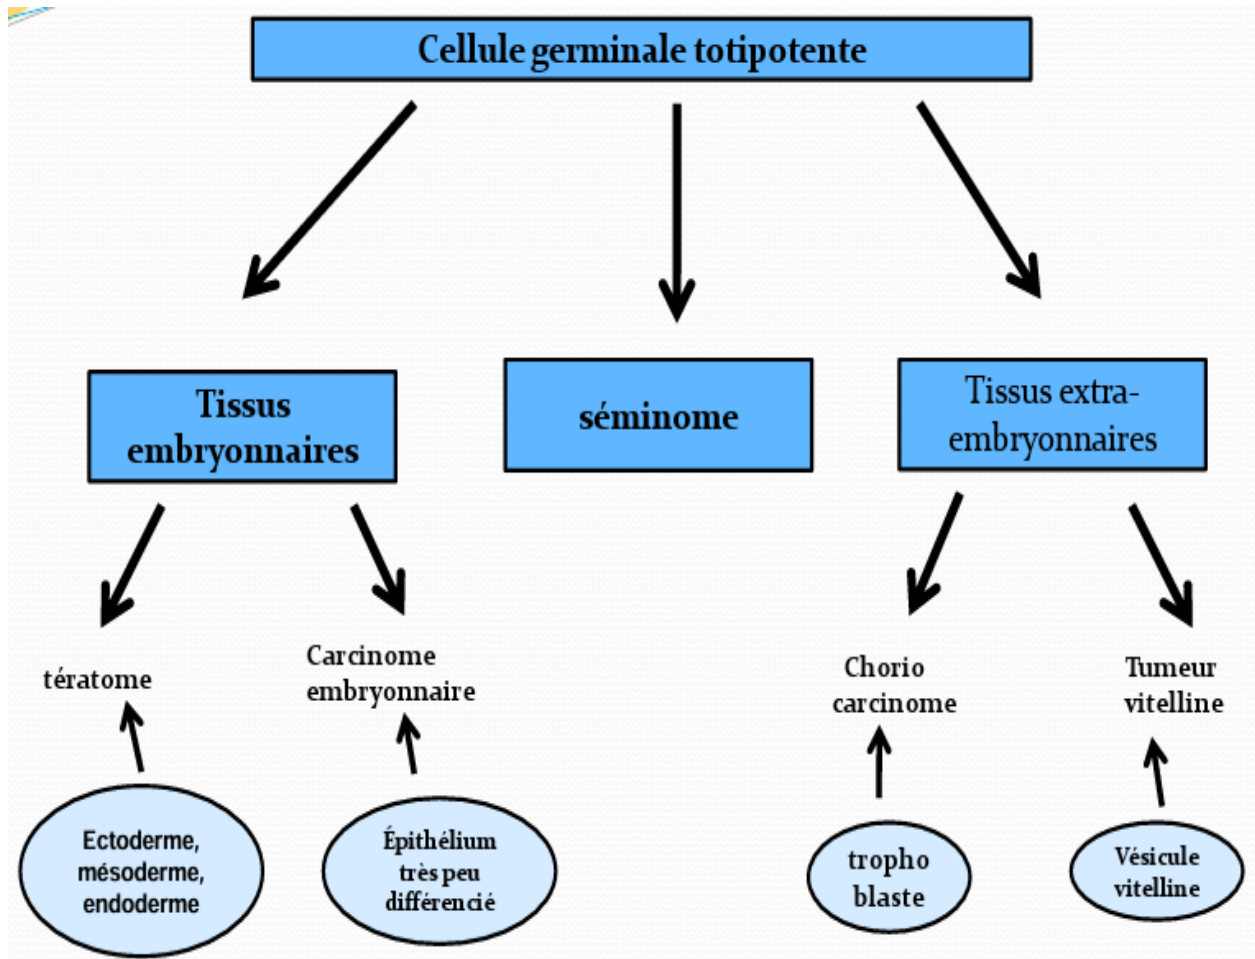 Cellule germinale totipotente
Tissus
embryonnaires
séminome
Tissus extra-
embryonnaires
tératome
Carcinome
embryonnaire
Chorio
carcinome
Tumeur
vitelline
Ectoderme,
mésoderme,
endoderme
Épithélium
très peu
différencié
tropho
blaste
Vésicule
vitelline